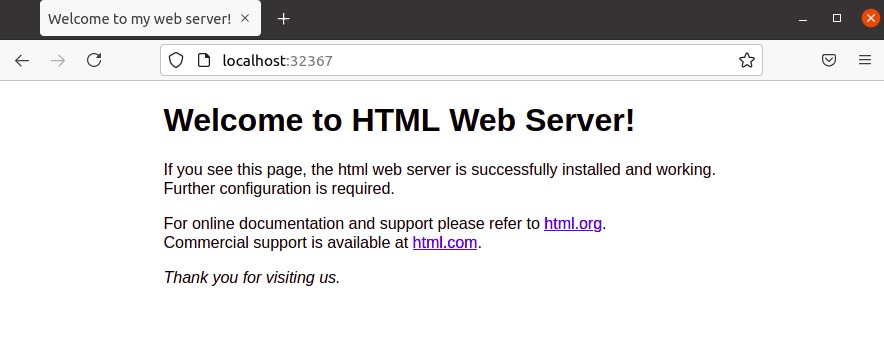 Welcome to my web server!
localhost:32367
Welcome to HTML Web Server!
If you see this page, the html web server is successfully installed and working.
Further configuration is required.
For online documentation and support please refer to html.org.
Commercial support is available at html.com.
Thank you for visiting us.